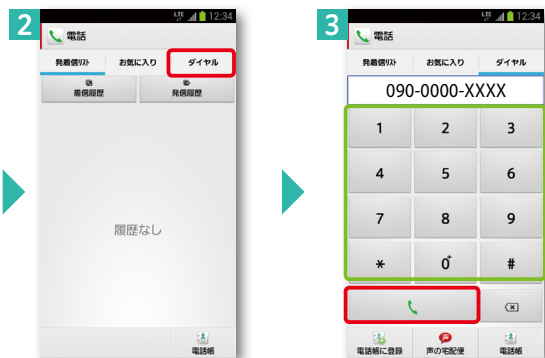 2
LTE 12:34
電話
発着信リスト お気に入り ダイヤル
着信履歴 発信履歴
履歴なし
電話帳
3
LTE 12:34
電話
発着信リスト お気に入り ダイヤル
090-0000-XXXX
1 2 3
4 5 6
7 8 9
* 0+ #
電話帳に登録 声の宅配便 電話帳